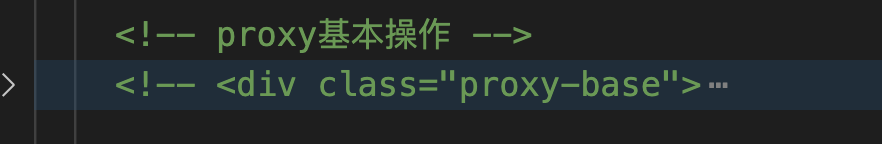 <!-- proxy基本操作 -->
<!-- <div class="proxy-base">⋯